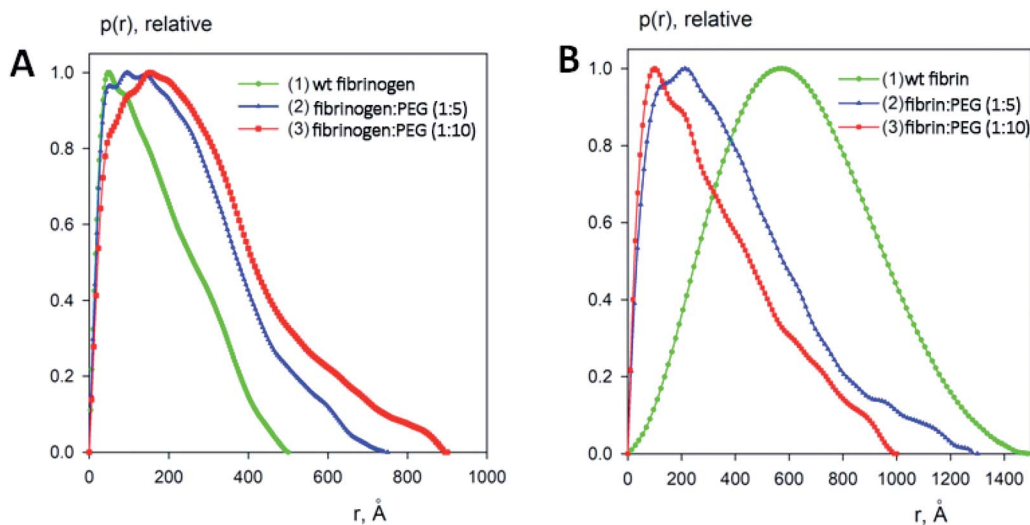 p(r), relative
A
(1) wt fibrinogen
(2) fibrinogen:PEG (1:5)
(3) fibrinogen:PEG (1:10)
1.0
0.8
0.6
0.4
0.2
0.0
0 200 400 600 800 1000
r, Å
p(r), relative
B
(1) wt fibrin
(2) fibrin:PEG (1:5)
(3) fibrin:PEG (1:10)
1.0
0.8
0.6
0.4
0.2
0.0
0 200 400 600 800 1000 1200 1400
r, Å